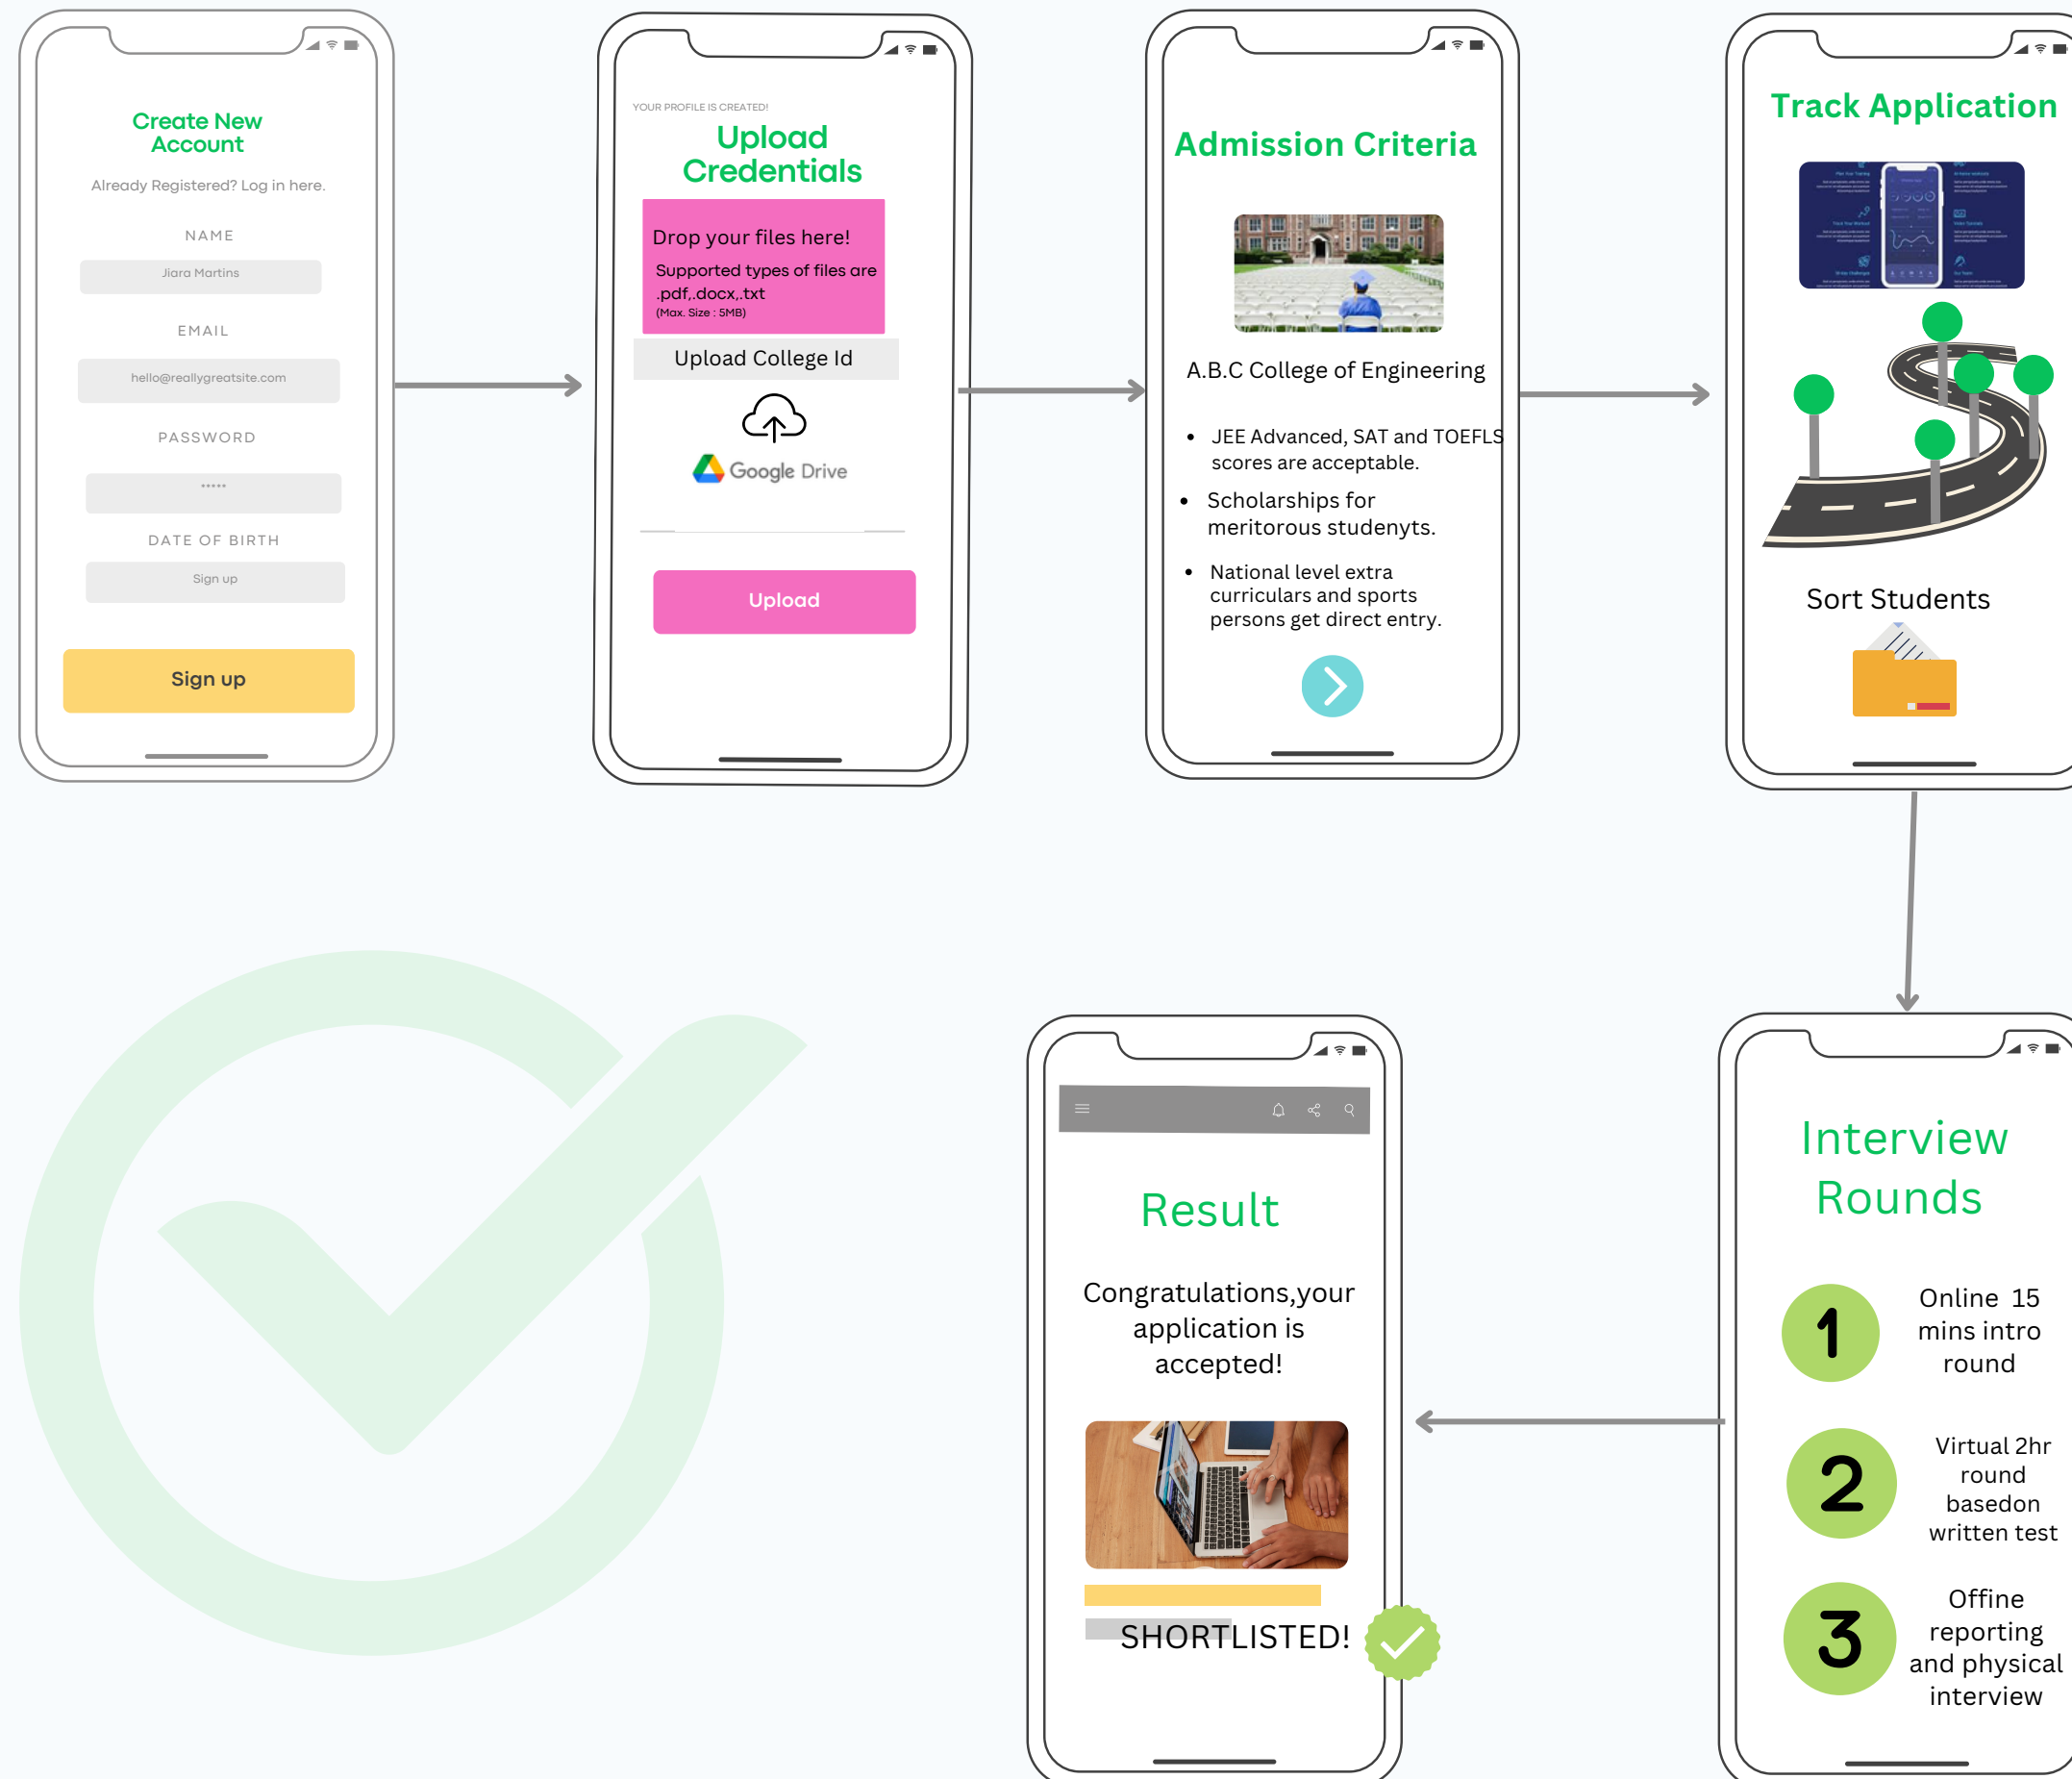 Create New
Account
Already Registered? Log in here.
NAME
Jiara Martins
EMAIL
hello@reallygreatsite.com
PASSWORD
*****
DATE OF BIRTH
Sign up
Sign up
YOUR PROFILE IS CREATED!
Upload
Credentials
Drop your files here!
Supported types of files are
.pdf,.docx,.txt
(Max. Size : 5MB)
Upload College Id
Google Drive
Upload
Admission Criteria
A.B.C College of Engineering
• JEE Advanced, SAT and TOEFLS
scores are acceptable.
• Scholarships for
meritorous studenyts.
• National level extra
curriculars and sports
persons get direct entry.
Track Application
Sort Students
Interview
Rounds
1
Online 15
mins intro
round
2
Virtual 2hr
round
basedon
written test
3
Offine
reporting
and physical
interview
Result
Congratulations,your
application is
accepted!
SHORTLISTED!